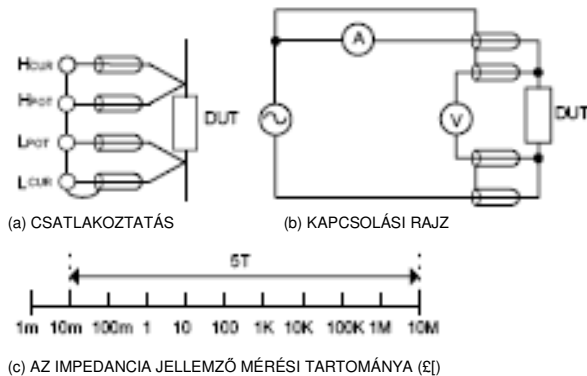 HCUR
HPOT
LPOT
LCUR
DUT
A
V
DUT
(a) CSATLAKOZTATÁS
(b) KAPCSOLÁSI RAJZ
5T
1m 10m 100m 1 10 100 1K 10K 100K 1M 10M
(c) AZ IMPEDANCIA JELLEMZŐ MÉRÉSI TARTOMÁNYA (£[)